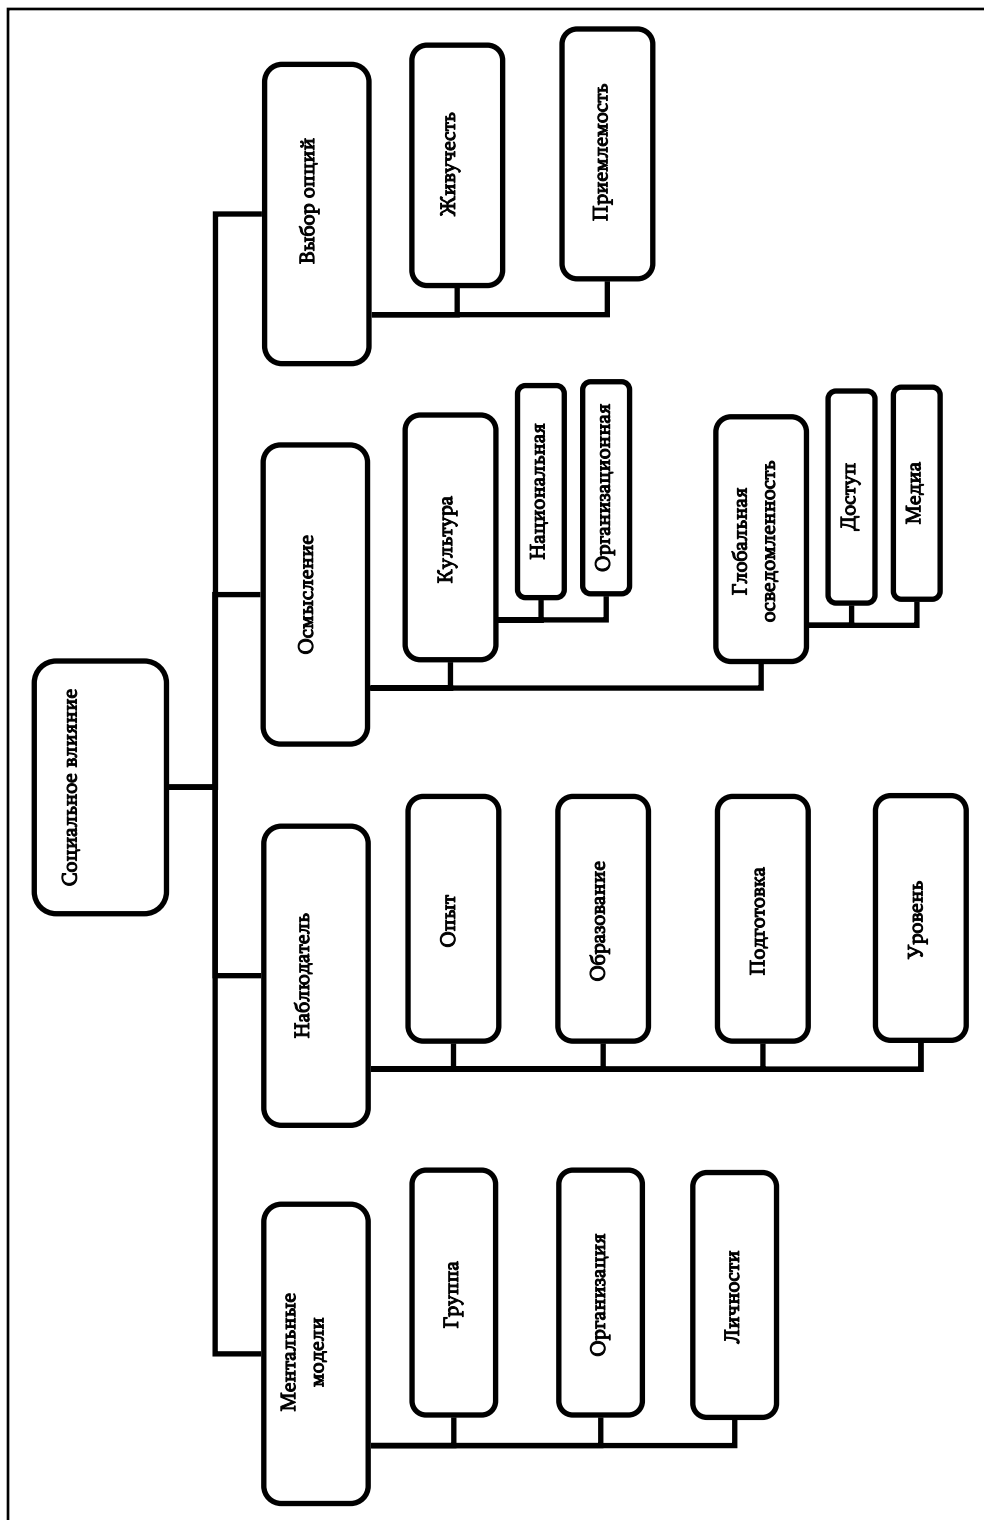 Социальное влияние
Ментальные
модели
Группа
Организация
Личности
Наблюдатель
Опыт
Образование
Подготовка
Уровень
Осмысление
Культура
Национальная
Организационная
Глобальная
осведомленность
Доступ
Медиа
Выбор опций
Живучесть
Приемлемость